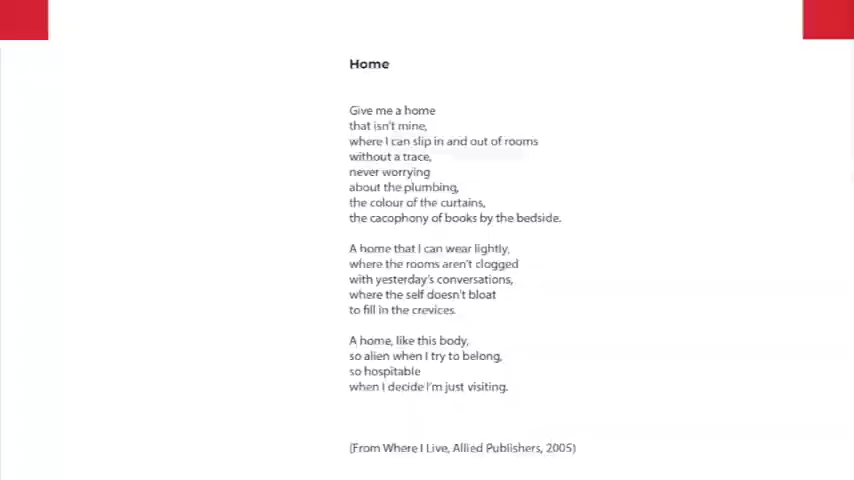 Home
Give me a home
that isn't mine,
where I can slip in and out of rooms
without a trace,
never worrying
about the plumbing,
the colour of the curtains,
the cacophony of books by the bedside.
A home that I can wear lightly,
where the rooms aren't clogged
with yesterday's conversations,
where the self doesn't bloat
to fill in the crevices.
A home, like this body,
so alien when I try to belong,
so hospitable
when I decide I'm just visiting.
(From Where I Live, Allied Publishers, 2005)